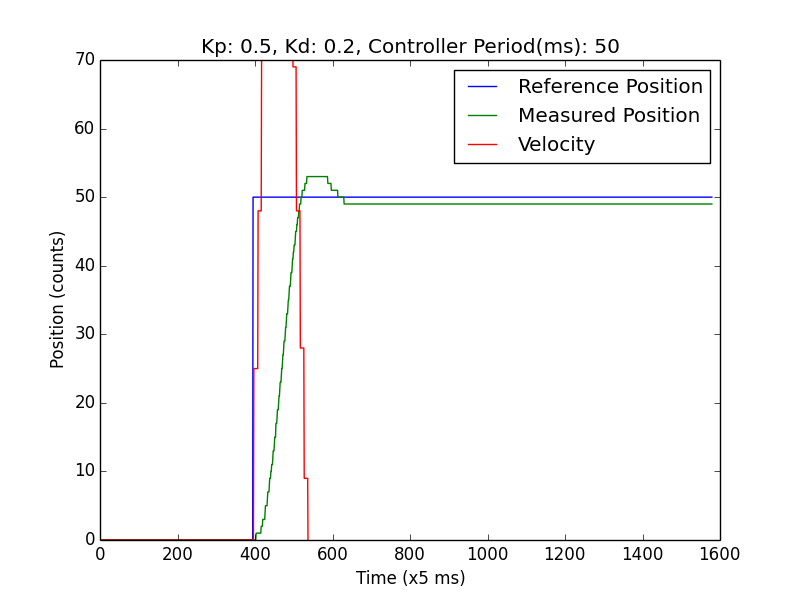 Kp: 0.5, Kd: 0.2, Controller Period(ms): 50
Reference Position
Measured Position
Velocity
Position (counts)
70
60
50
40
30
20
10
0
0 200 400 600 800 1000 1200 1400 1600
Time (x5 ms)